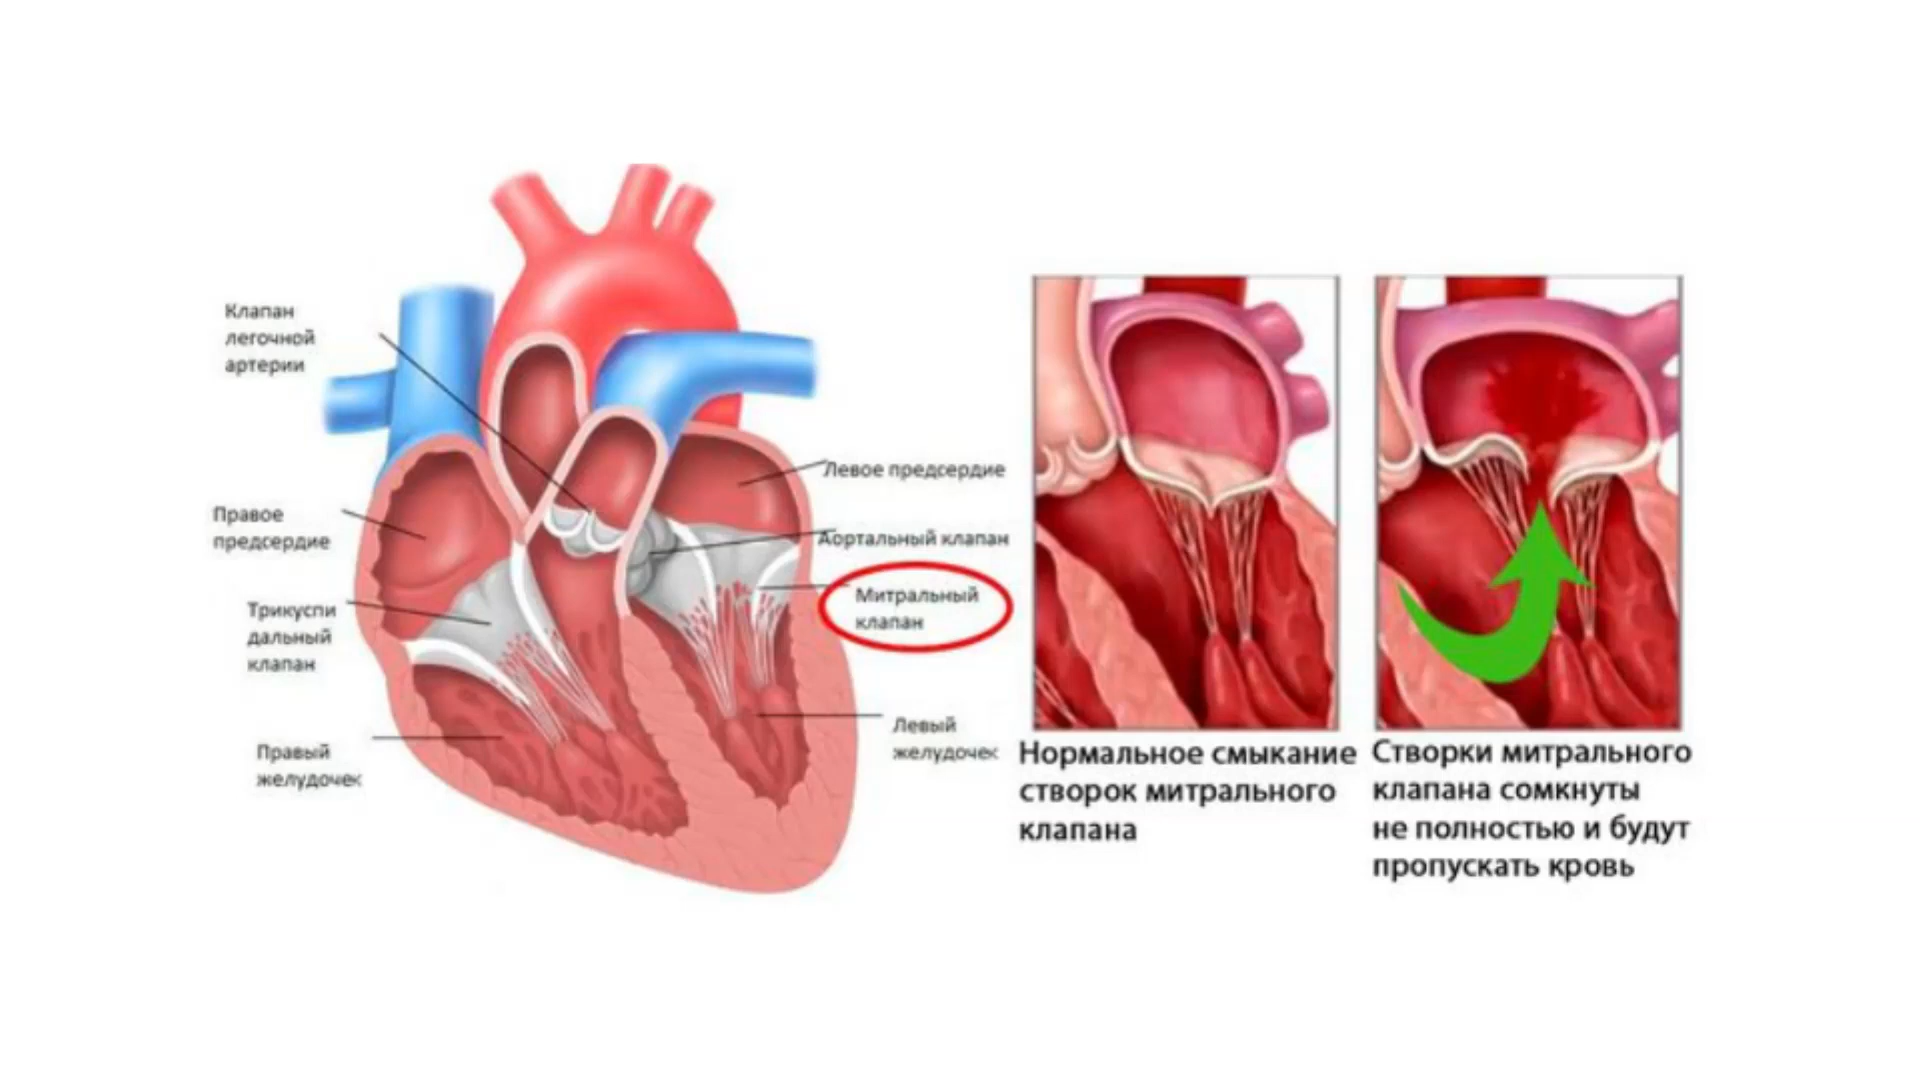 Клапан
легочной
артерии
Правое
предсердие
Трикуспи
дальный
клапан
Правый
желудочек
Левое предсердие
Аортальный клапан
Митральный
клапан
Левый
желудочек
Нормальное смыкание
створок митрального
клапана
Створки митрального
клапана сомкнуты
не полностью и будут
пропускать кровь